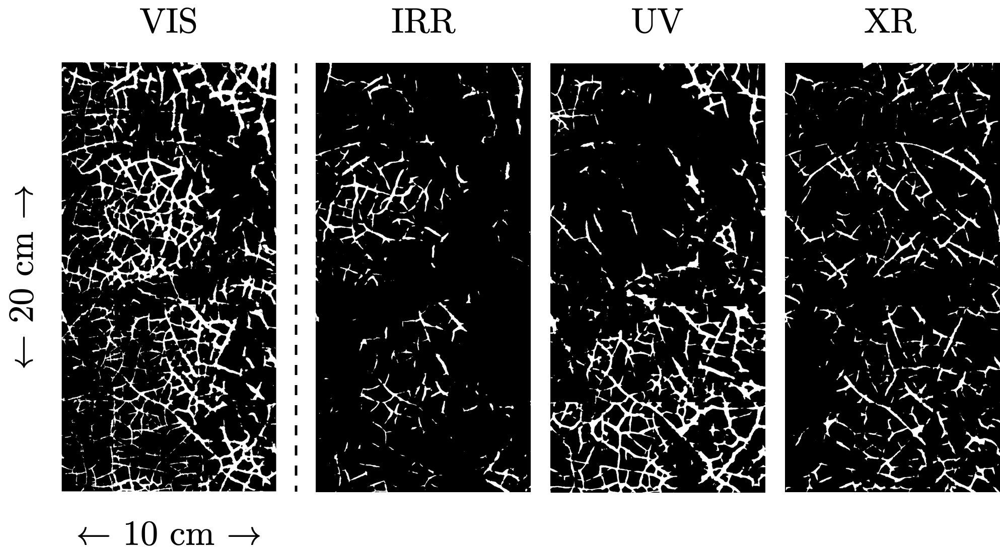 VIS IRR UV XR
← 20 cm →
← 10 cm →